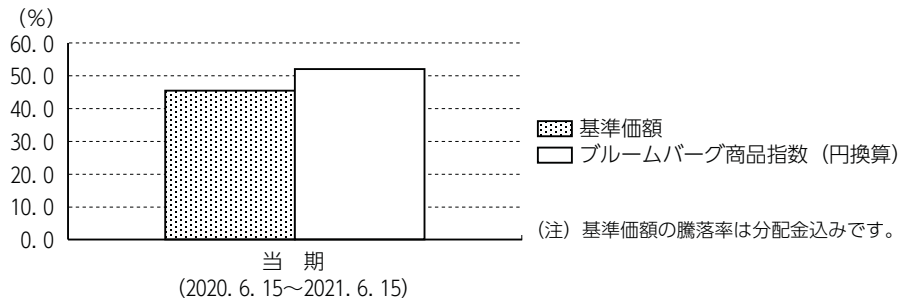 (%)
60.0
50.0
40.0
30.0
20.0
10.0
0.0
当 期
(2020.6.15～2021.6.15)
基準価額
ブルームバーグ商品指数（円換算）
（注）基準価額の騰落率は分配金込みです。